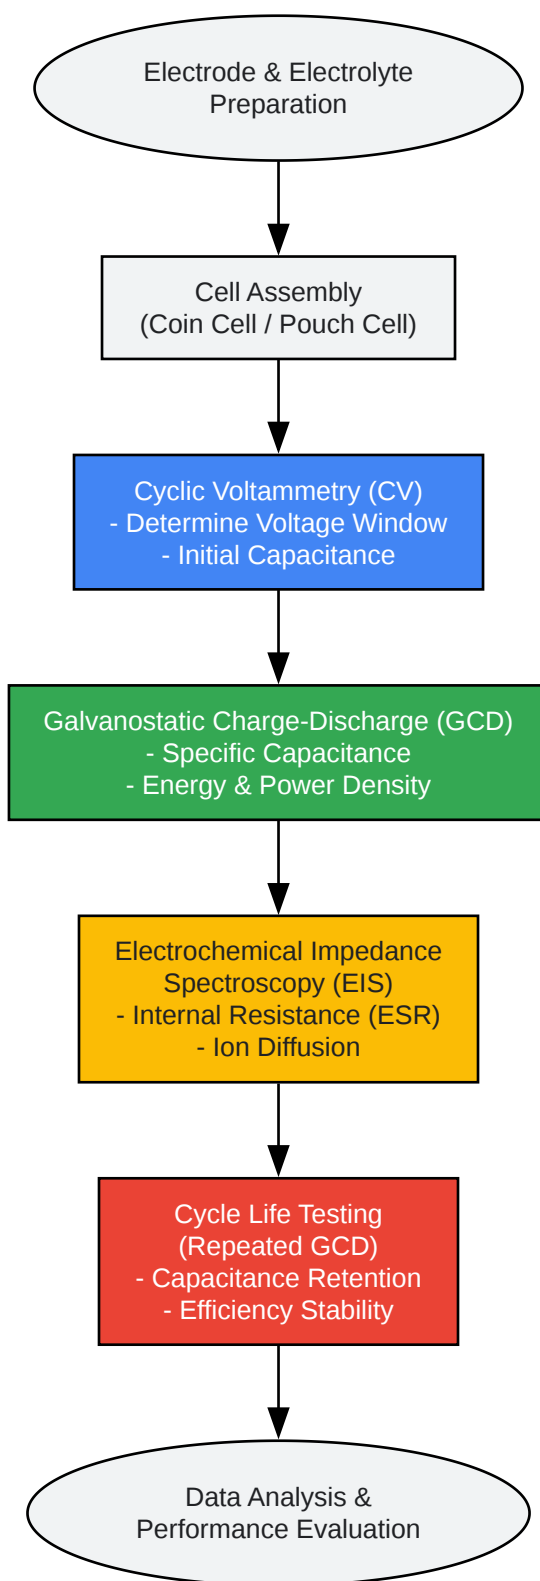 Electrode & Electrolyte
Preparation
Cell Assembly
(Coin Cell / Pouch Cell)
Cyclic Voltammetry (CV)
- Determine Voltage Window
- Initial Capacitance
Galvanostatic Charge-Discharge (GCD)
- Specific Capacitance
- Energy & Power Density
Electrochemical Impedance
Spectroscopy (EIS)
- Internal Resistance (ESR)
- Ion Diffusion
Cycle Life Testing
(Repeated GCD)
- Capacitance Retention
- Efficiency Stability
Data Analysis &
Performance Evaluation